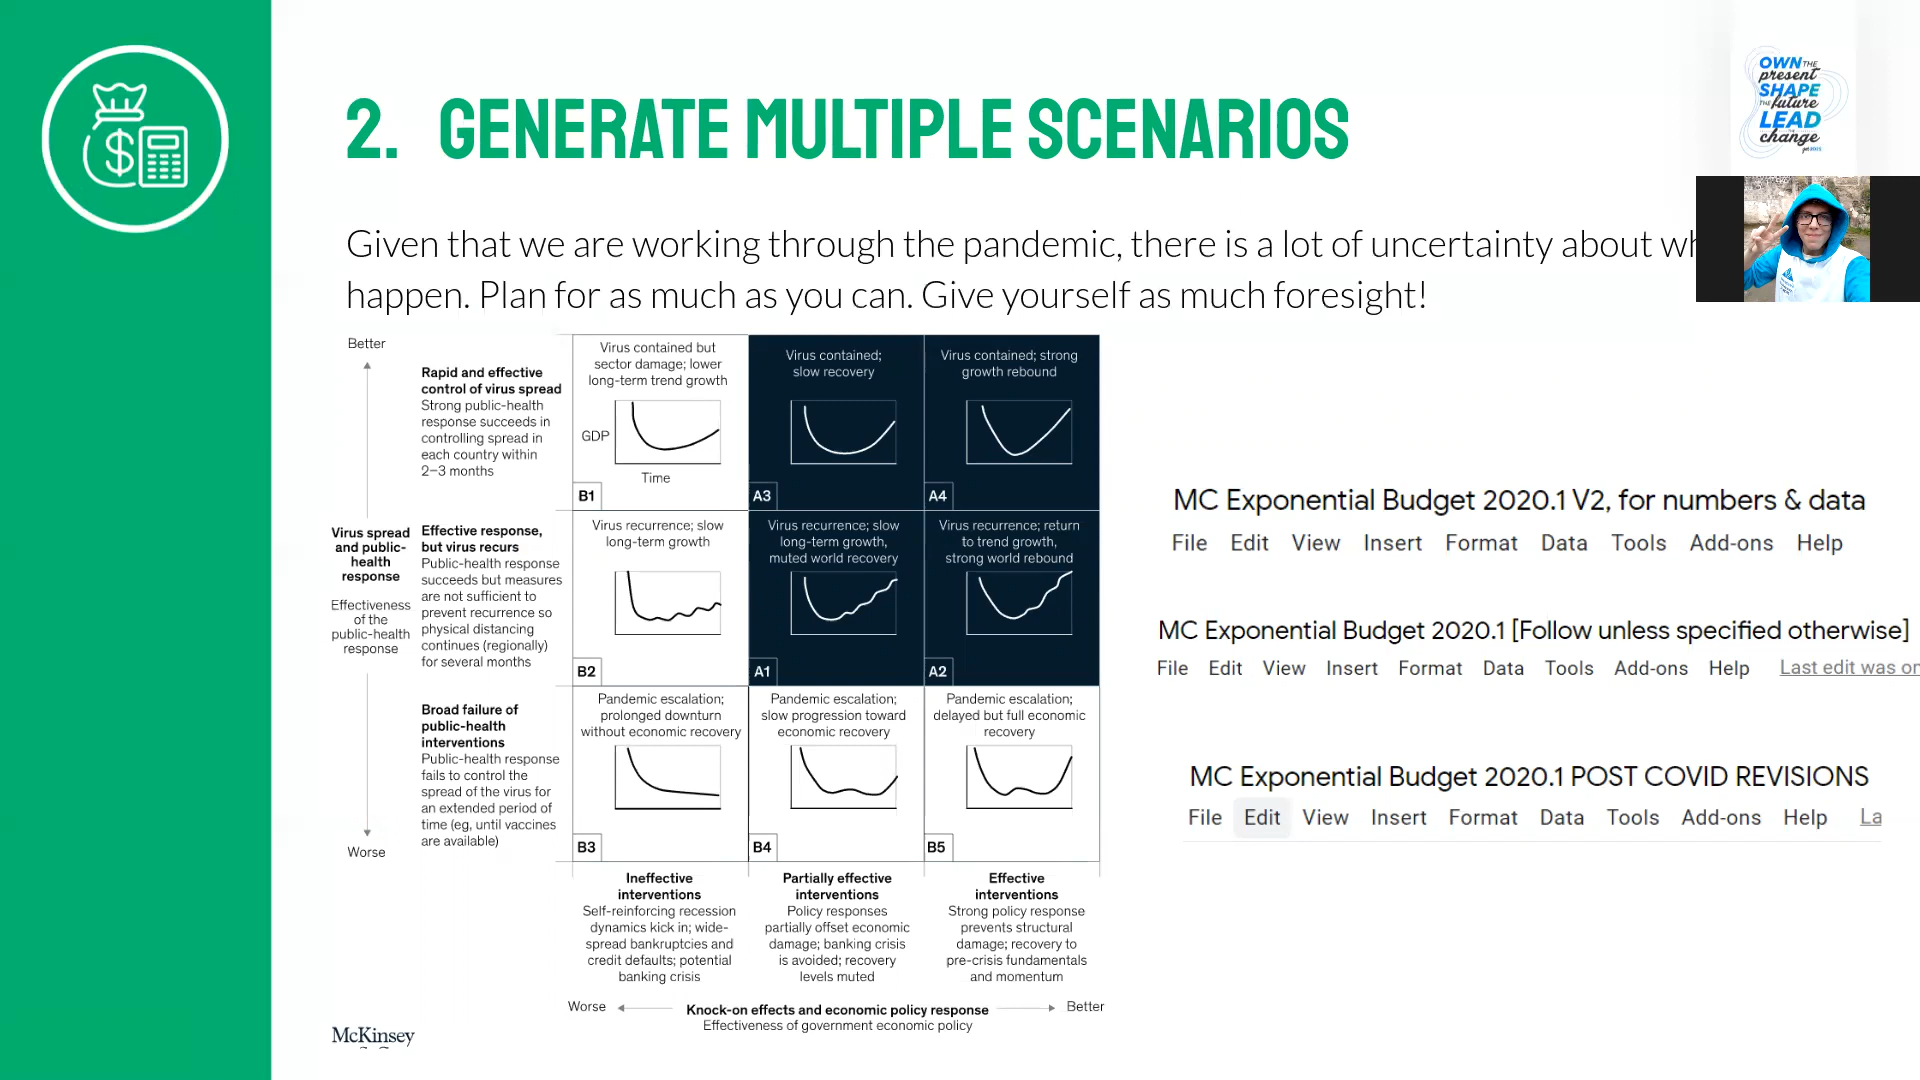 2. GENERATE MULTIPLE SCENARIOS
OWN THE
present
SHAPE
THE future
LEAD
THE
change
Given that we are working through the pandemic, there is a lot of uncertainty about
happen. Plan for as much as you can. Give yourself as much foresight!
Better
Virus spread
and public-
health
response
Effectiveness
of the
public-health
response
Worse
Rapid and effective
control of virus spread
Strong public-health
response succeeds in
controlling spread in
each country within
2–3 months
Virus contained but
sector damage; lower
long-term trend growth
GDP
Time
B1
Virus contained;
slow recovery
A3
Virus contained; strong
growth rebound
A4
Effective response,
but virus recurs
Public-health response
succeeds but measures
are not sufficient to
prevent recurrence so
physical distancing
continues (regionally)
for several months
Virus recurrence; slow
long-term growth
B2
Virus recurrence; slow
long-term growth,
muted world recovery
A1
Virus recurrence; return
to trend growth,
strong world rebound
A2
Broad failure of
public-health
interventions
Public-health response
fails to control the
spread of the virus for
an extended period of
time (eg, until vaccines
are available)
Pandemic escalation;
prolonged downturn
without economic recovery
B3
Pandemic escalation;
slow progression toward
economic recovery
B4
Pandemic escalation;
delayed but full economic
recovery
B5
Ineffective
interventions
Self-reinforcing recession
dynamics kick in; wide-
spread bankruptcies and
credit defaults; potential
banking crisis
Partially effective
interventions
Policy responses
partially offset economic
damage; banking crisis
is avoided; recovery
levels muted
Effective
interventions
Strong policy response
prevents structural
damage; recovery to
pre-crisis fundamentals
and momentum
Worse
Knock-on effects and economic policy response
Effectiveness of government economic policy
Better
McKinsey
MC Exponential Budget 2020.1 V2, for numbers & data
File Edit View Insert Format Data Tools Add-ons Help
MC Exponential Budget 2020.1 [Follow unless specified otherwise]
File Edit View Insert Format Data Tools Add-ons Help Last edit was on
MC Exponential Budget 2020.1 POST COVID REVISIONS
File Edit View Insert Format Data Tools Add-ons Help La